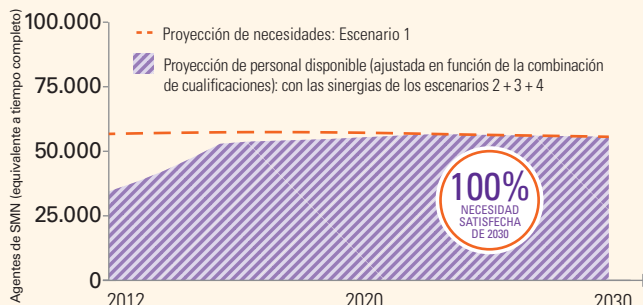 Agentes de SMN (equivalente a tiempo completo)
100.000
75.000
50.000
25.000
0
Proyección de necesidades: Escenario 1
Proyección de personal disponible (ajustada en función de la combinación
de cualificaciones): con las sinergias de los escenarios 2 + 3 + 4
100%
NECESIDAD
SATISFECHA
DE 2030
2012
2020
2030